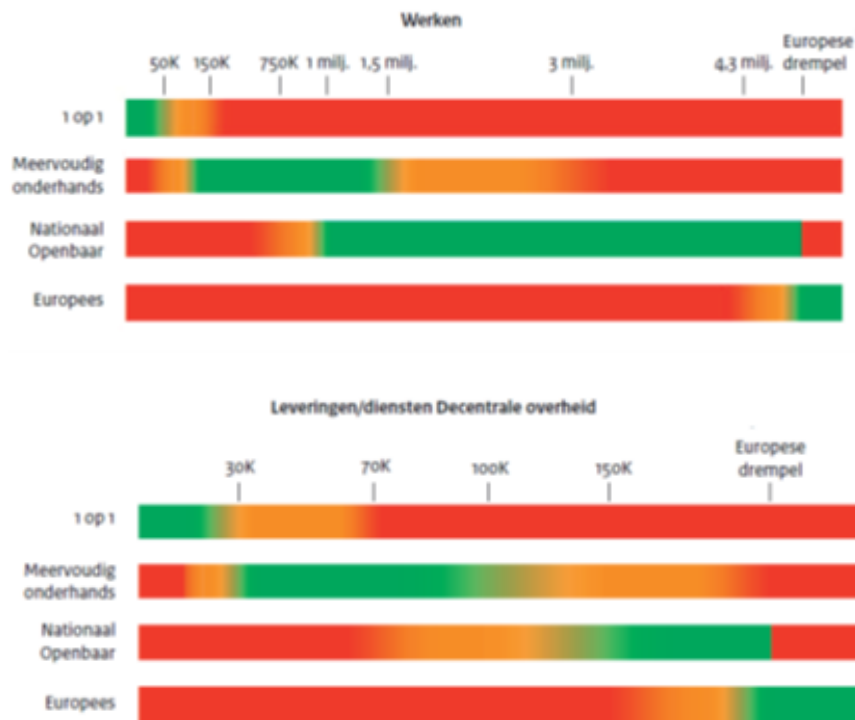 Werken
Europese
50K 150K 750K 1 milj. 1,5 milj. 3 milj. 4,3 milj. drempel
1 op 1
Meervoudig
onderhands
Nationaal
Openbaar
Europees
Leveringen/diensten Decentrale overheid
Europese
30K 70K 100K 150K drempel
1 op 1
Meervoudig
onderhands
Nationaal
Openbaar
Europees